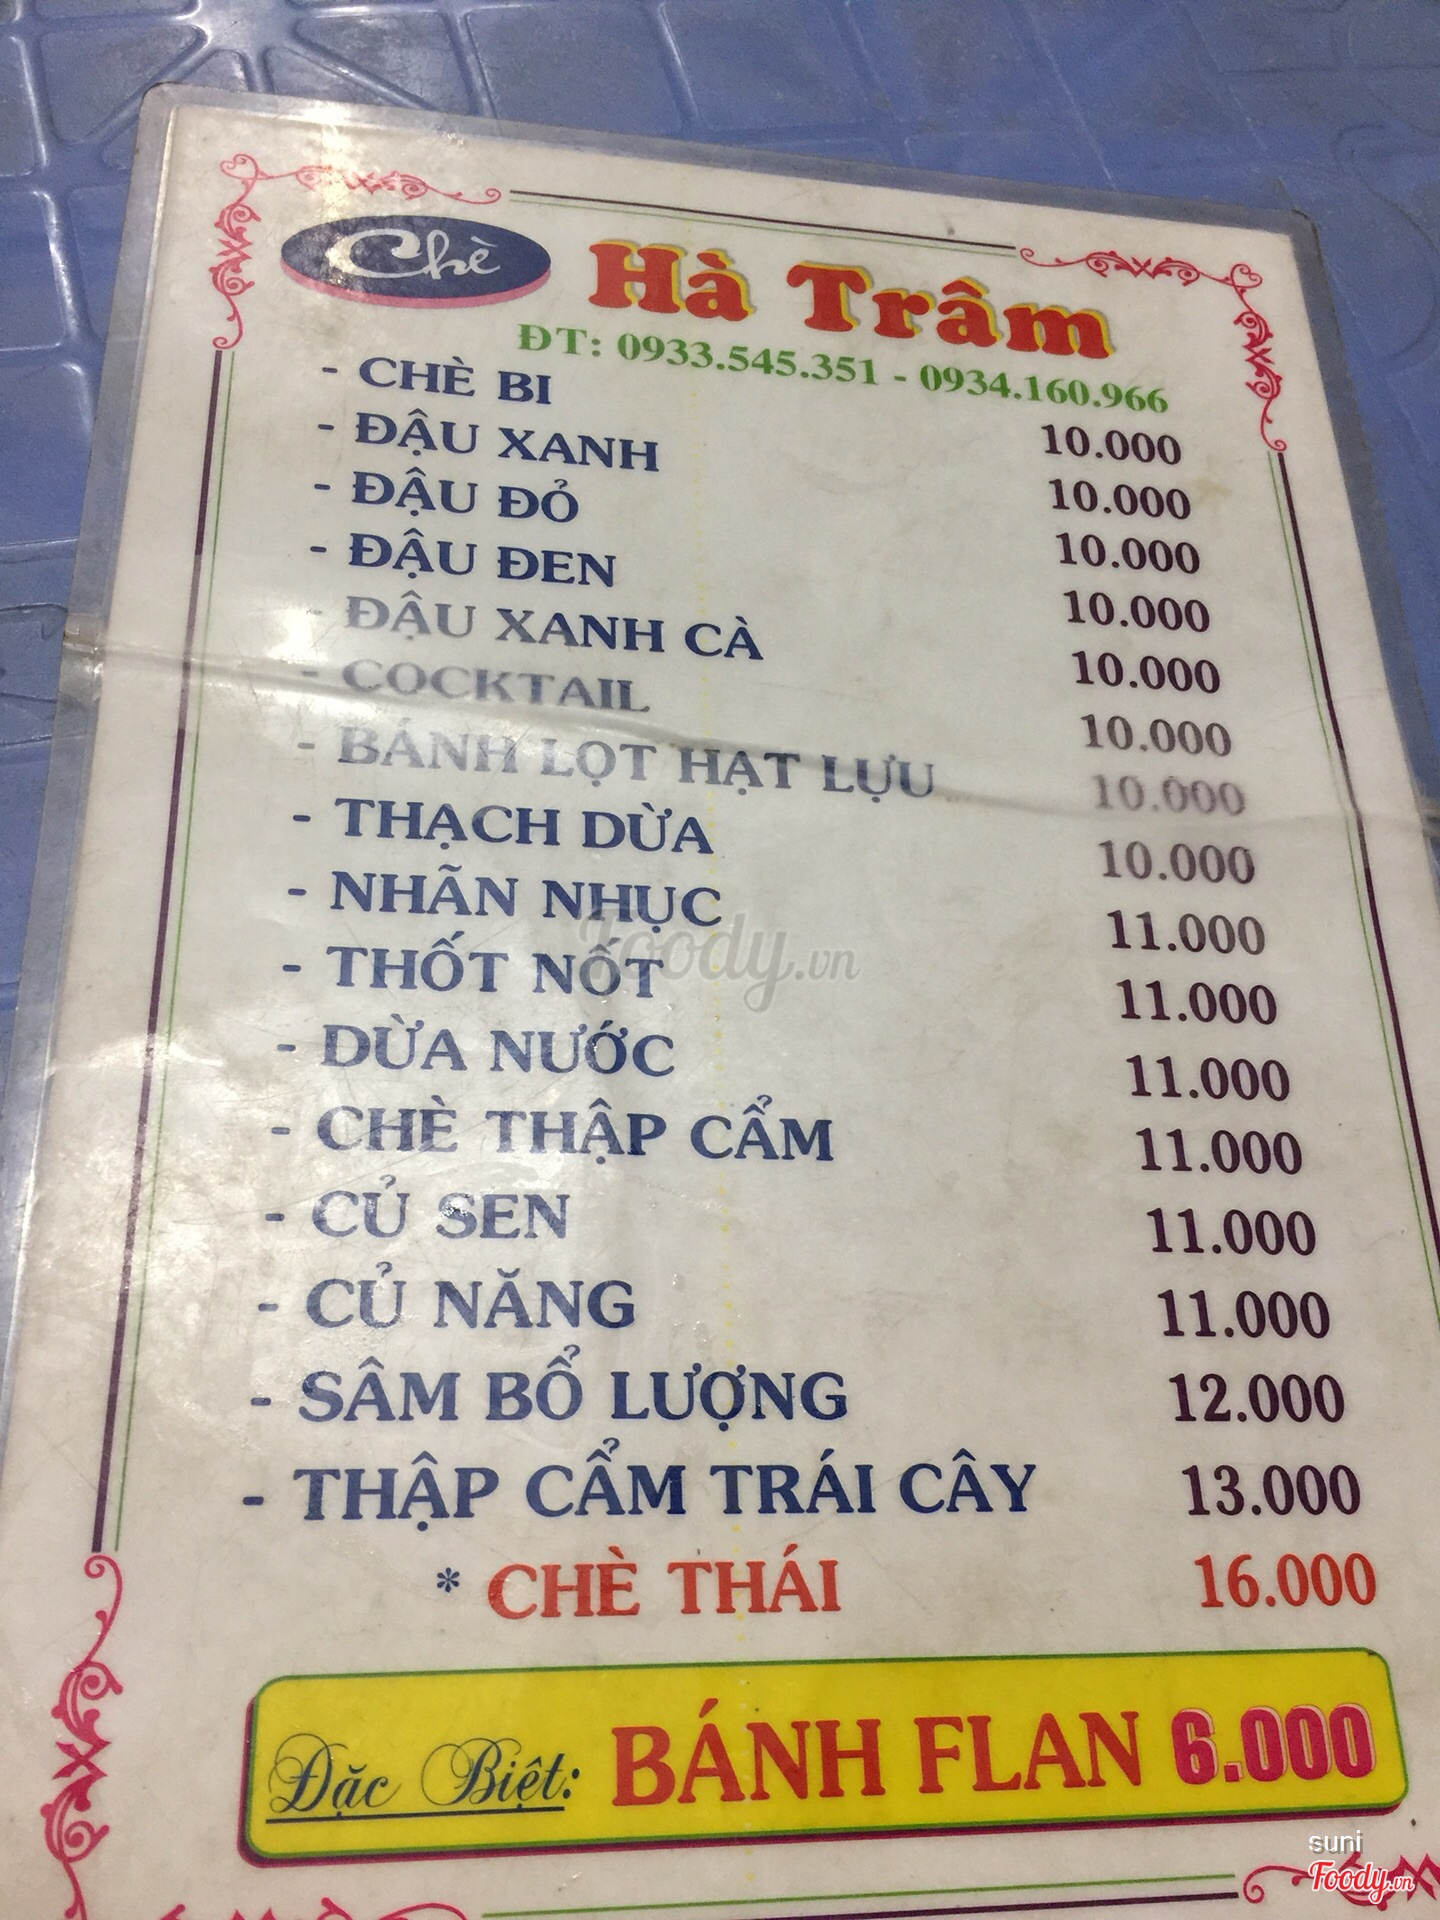 Chè Hà Trâm
ĐT: 0933.545.351 - 0934.160.966
- CHÈ BI 10.000
- ĐẬU XANH 10.000
- ĐẬU ĐỎ 10.000
- ĐẬU ĐEN 10.000
- ĐẬU XANH CÀ 10.000
- COCKTAIL 10.000
- BÁNH LỌT HẠT LỰU 10.000
- THẠCH DỪA 10.000
- NHÃN NHỤC 11.000
- THỐT NỐT 11.000
- DỪA NƯỚC 11.000
- CHÈ THẬP CẨM 11.000
- CỦ SEN 11.000
- CỦ NĂNG 11.000
- SÂM BỔ LƯỢNG 12.000
- THẬP CẨM TRÁI CÂY 13.000
* CHÈ THÁI 16.000
Đặc Biệt: BÁNH FLAN 6.000
Foody.vn
suni
Foody.vn